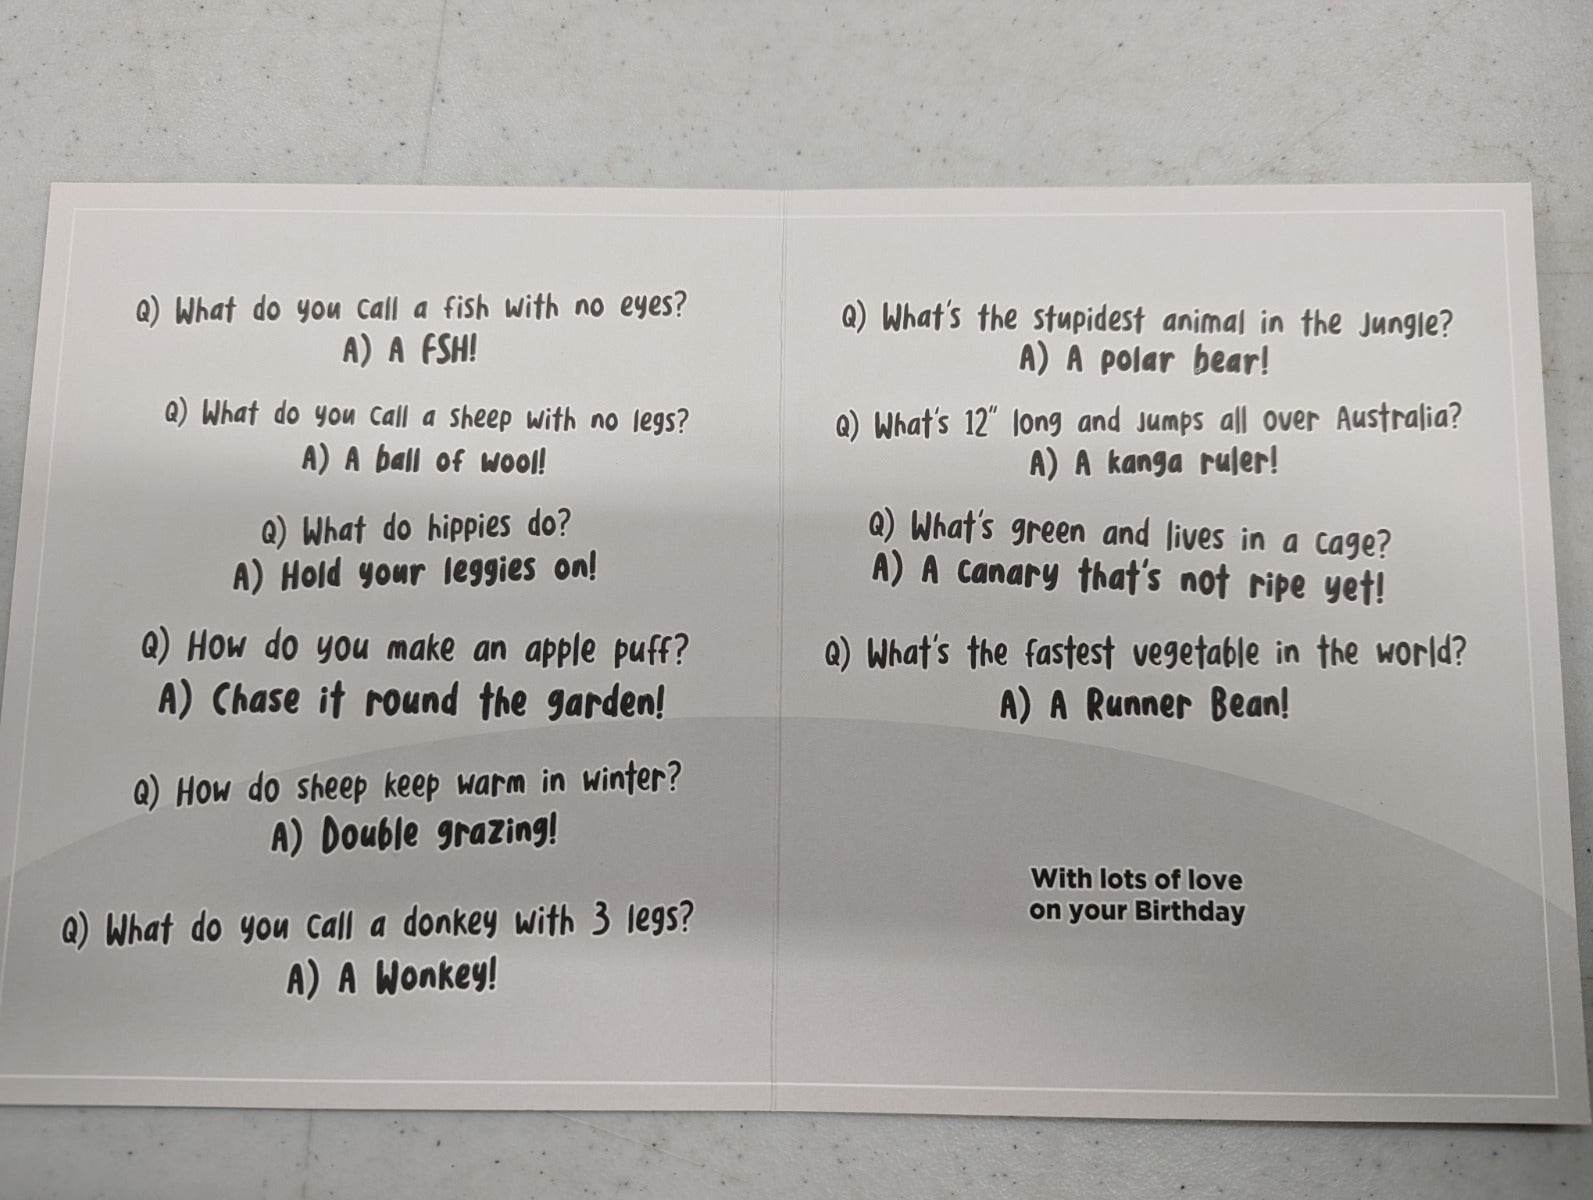 Q) What do you call a fish with no eyes?
A) A FSH!
Q) What do you call a sheep with no legs?
A) A ball of wool!
Q) What do hippies do?
A) Hold your leggies on!
Q) How do you make an apple puff?
A) Chase it round the garden!
Q) How do sheep keep warm in winter?
A) Double grazing!
Q) What do you call a donkey with 3 legs?
A) A Wonkey!
Q) What's the stupidest animal in the Jungle?
A) A polar bear!
Q) What's 12" long and jumps all over Australia?
A) A kanga ruler!
Q) What's green and lives in a cage?
A) A canary that's not ripe yet!
Q) What's the fastest vegetable in the world?
A) A Runner Bean!
With lots of love
on your Birthday